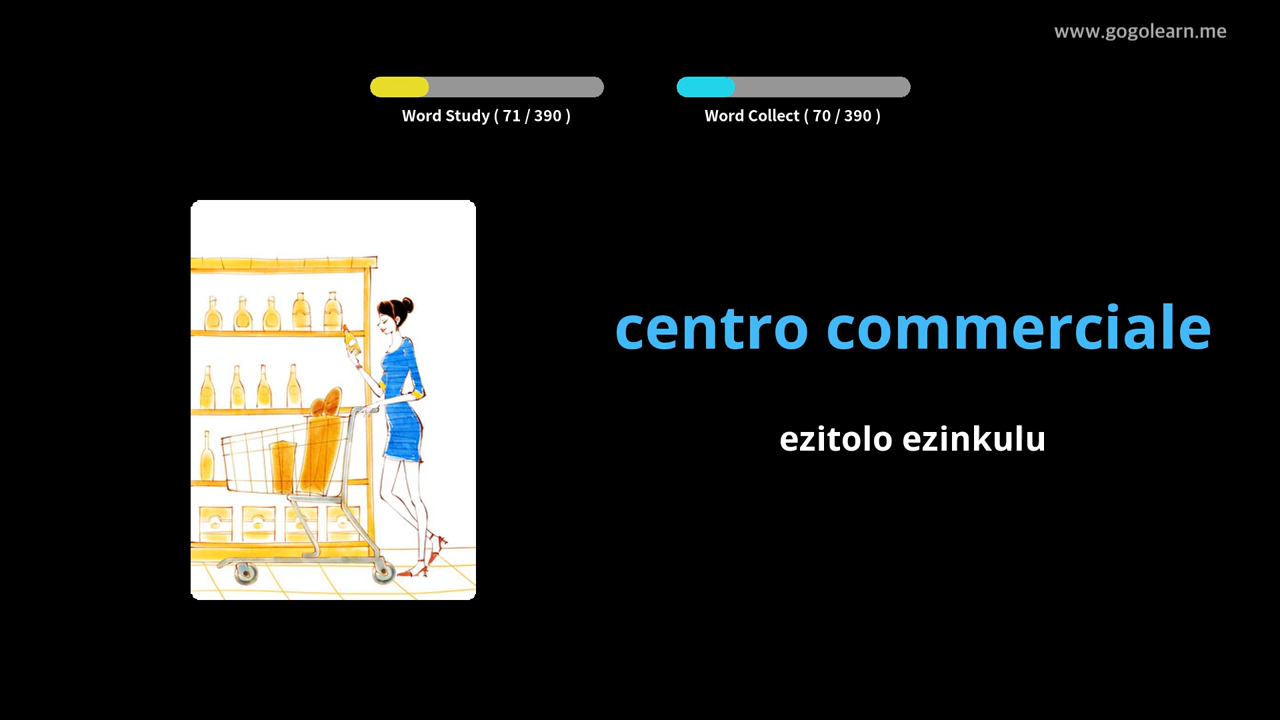 www.gogolearn.me
Word Study ( 71 / 390 )
Word Collect ( 70 / 390 )
centro commerciale
ezitolo ezinkulu